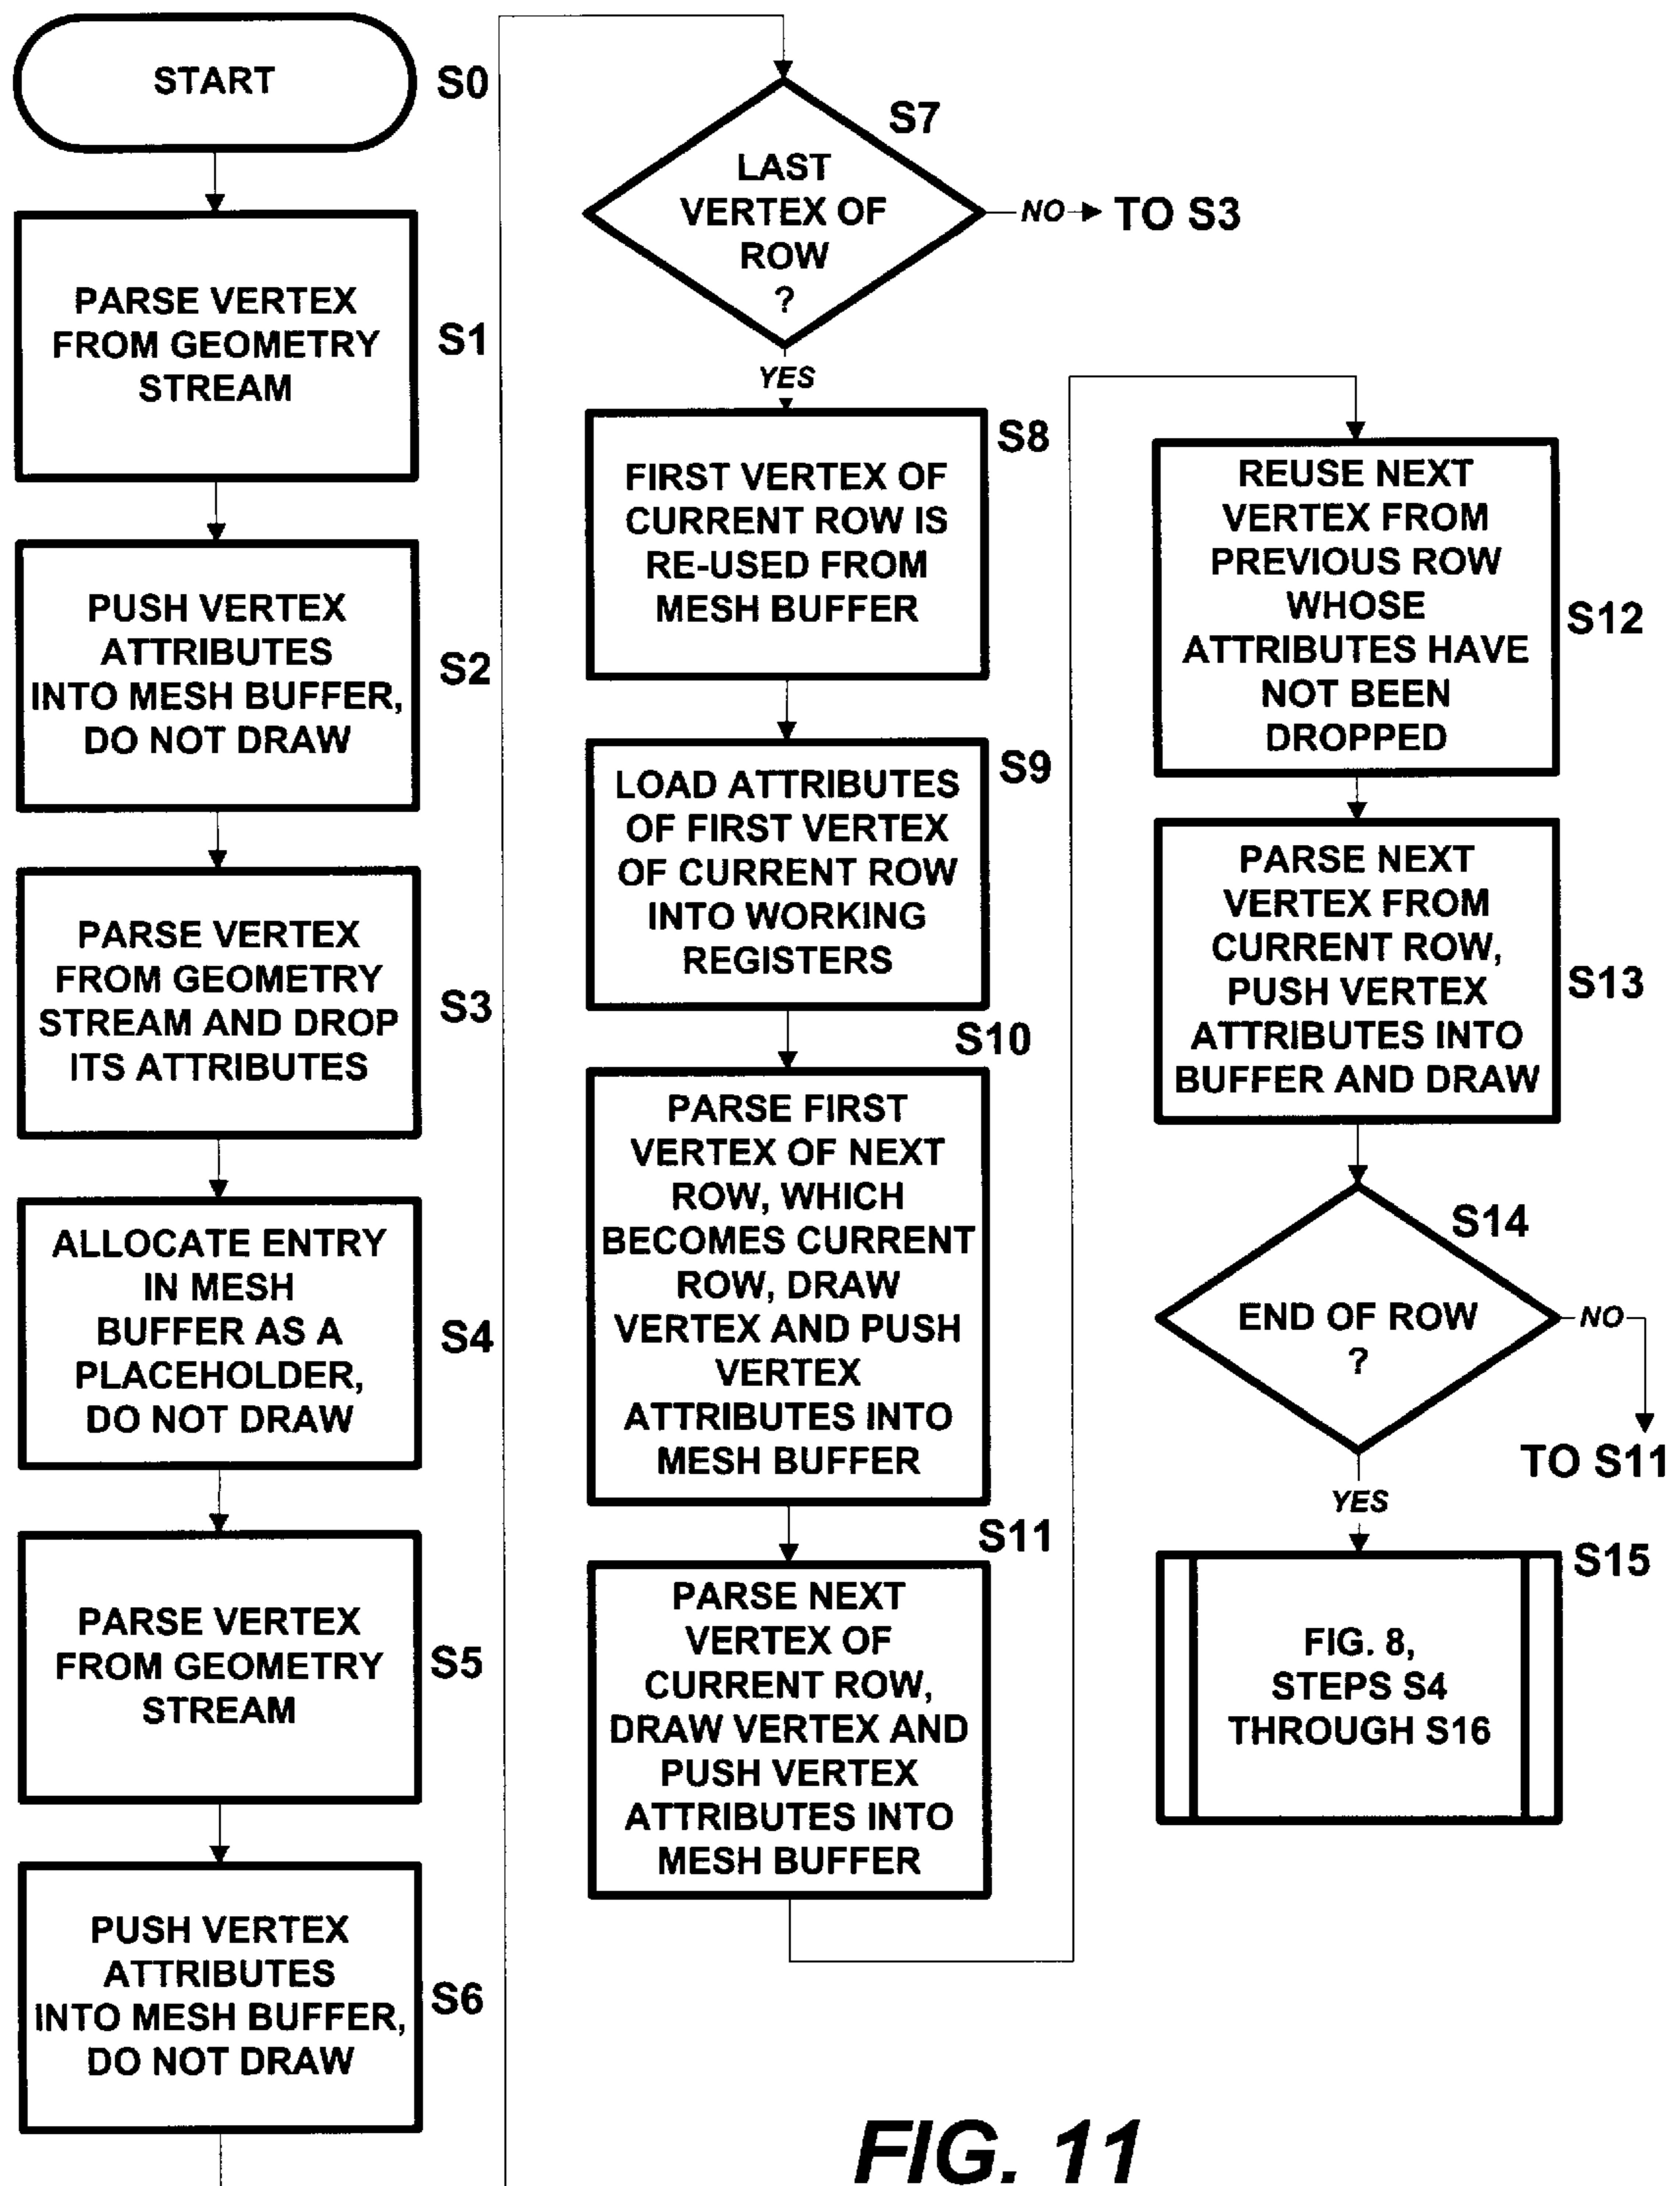 START
S0
PARSE VERTEX
FROM GEOMETRY
STREAM
S1
PUSH VERTEX
ATTRIBUTES
INTO MESH BUFFER,
DO NOT DRAW
S2
PARSE VERTEX
FROM GEOMETRY
STREAM AND DROP
ITS ATTRIBUTES
S3
ALLOCATE ENTRY
IN MESH
BUFFER AS A
PLACEHOLDER,
DO NOT DRAW
S4
PARSE VERTEX
FROM GEOMETRY
STREAM
S5
PUSH VERTEX
ATTRIBUTES
INTO MESH BUFFER,
DO NOT DRAW
S6
S7
LAST
VERTEX OF
ROW
?
NO
TO S3
YES
S8
FIRST VERTEX OF
CURRENT ROW IS
RE-USED FROM
MESH BUFFER
S9
LOAD ATTRIBUTES
OF FIRST VERTEX
OF CURRENT ROW
INTO WORKING
REGISTERS
S10
PARSE FIRST
VERTEX OF NEXT
ROW, WHICH
BECOMES CURRENT
ROW, DRAW
VERTEX AND PUSH
VERTEX
ATTRIBUTES INTO
MESH BUFFER
S11
PARSE NEXT
VERTEX OF
CURRENT ROW,
DRAW VERTEX AND
PUSH VERTEX
ATTRIBUTES INTO
MESH BUFFER
REUSE NEXT
VERTEX FROM
PREVIOUS ROW
WHOSE
ATTRIBUTES HAVE
NOT BEEN
DROPPED
S12
PARSE NEXT
VERTEX FROM
CURRENT ROW,
PUSH VERTEX
ATTRIBUTES INTO
BUFFER AND DRAW
S13
S14
END OF ROW
?
NO
TO S11
YES
S15
FIG. 8,
STEPS S4
THROUGH S16
FIG. 11